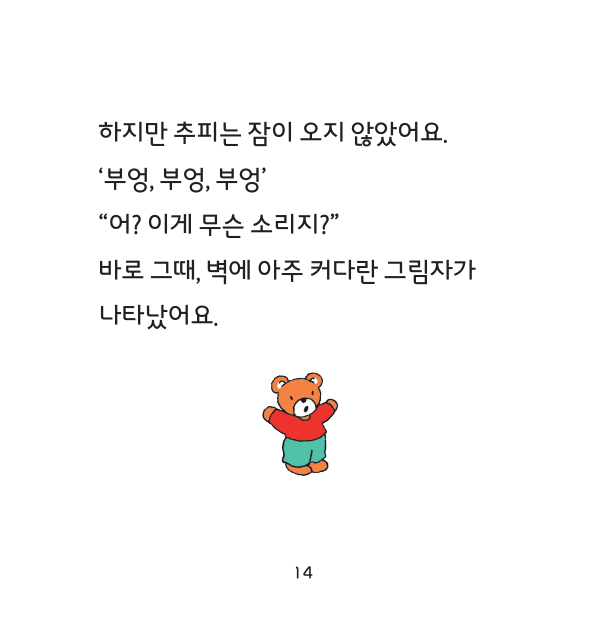 하지만 추피는 잠이 오지 않았어요.
‘부엉, 부엉, 부엉’
“어? 이게 무슨 소리지?”
바로 그때, 벽에 아주 커다란 그림자가
나타났어요.
14